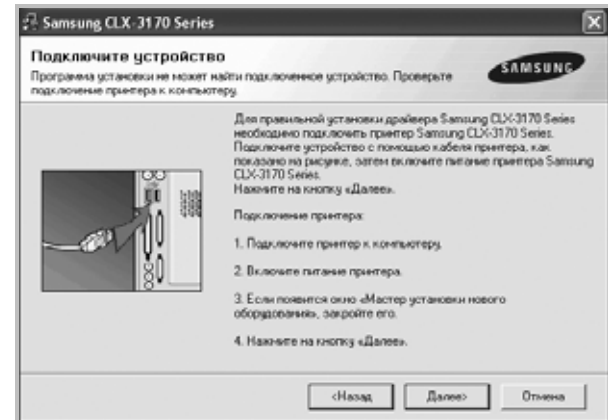 Samsung CLX-3170 Series
Подключите устройство
Программа установки не может найти подключенное устройство. Проверьте
подключение принтера к компьютеру.
SAMSUNG
Для правильной установки драйвера Samsung CLX-3170 Series
необходимо подключить принтер Samsung CLX-3170 Series.
Подключите устройство с помощью кабеля принтера, как
показано на рисунке, затем включите питание принтера Samsung
CLX-3170 Series.
Нажмите на кнопку «Далее».
Подключение принтера:
1. Подключите принтер к компьютеру.
2. Включите питание принтера.
3. Если появится окно «Мастер установки нового
оборудования», закройте его.
4. Нажмите на кнопку «Далее».
<Назад
Далее>
Отмена